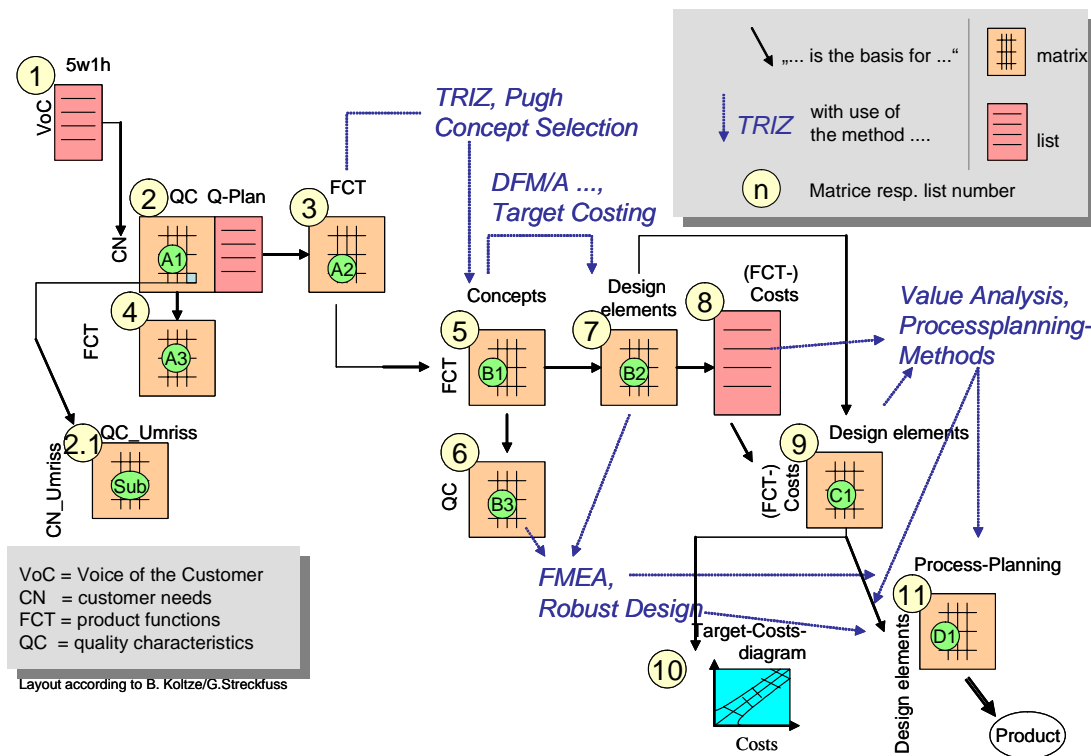 5w1h
1
VoC
2
QC Q-Plan
CN
A1
3
FCT
A2
4
FCT
A3
2.1
QC_Umriss
CN_Umriss
Sub
TRIZ, Pugh
Concept Selection
DFM/A ...,
Target Costing
Concepts
5
FCT
B1
6
QC
B3
Design
elements
7
B2
(FCT-)
Costs
8
Value Analysis,
Processplanning-
Methods
Design elements
9
(FCT-)
Costs
C1
FMEA,
Robust Design
Target-Costs-
diagram
10
Costs
Process-Planning
11
Design elements
D1
Product
„... is the basis for ...“
matrix
TRIZ
with use of
the method ....
list
n
Matrice resp. list number
VoC = Voice of the Customer
CN = customer needs
FCT = product functions
QC = quality characteristics
Layout according to B. Koltze/G.Streckfuss